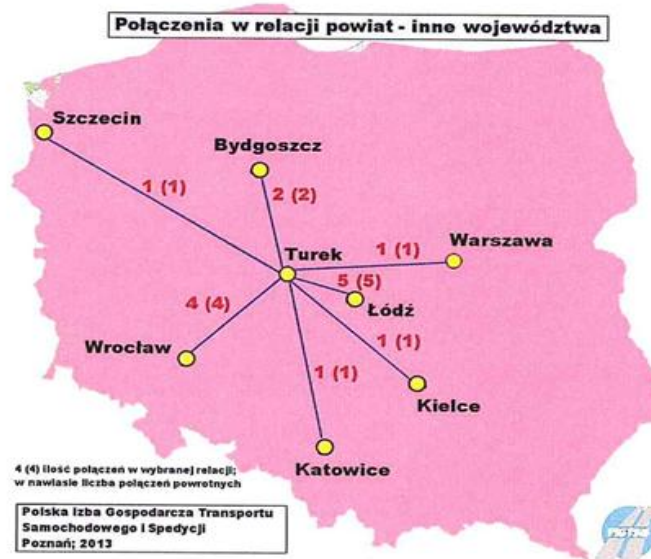 Połączenia w relacji powiat - inne województwa
Szczecin
Bydgoszcz
1 (1)
2 (2)
Turek
1 (1)
Warszawa
5 (5)
Łódź
4 (4)
Wrocław
1 (1)
1 (1)
Kielce
Katowice
4 (4) ilość połączeń w wybranej relacji;
w nawiasie liczba połączeń powrotnych
Polska Izba Gospodarcza Transportu
Samochodowego i Spedycji
Poznań; 2013